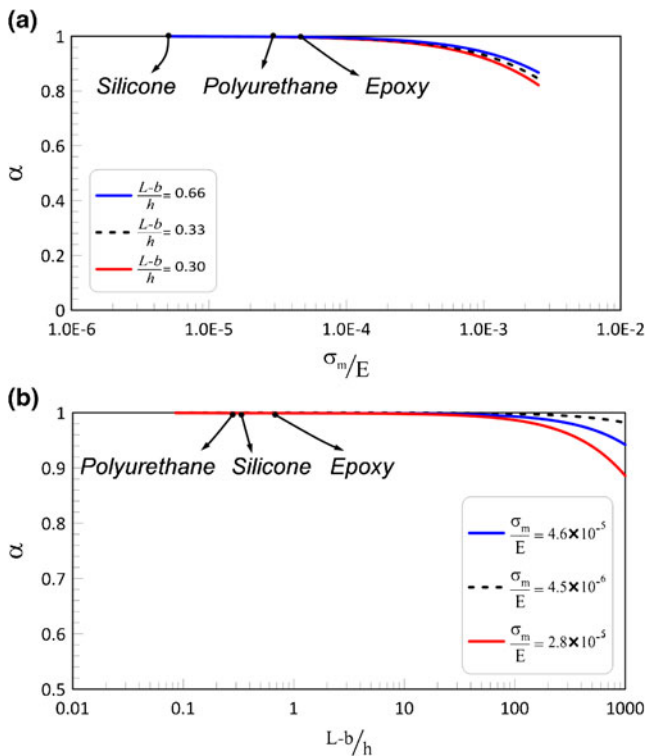 (a)
1
0.8
0.6
0.4
0.2
0
α
Silicone Polyurethane Epoxy
L-b/h = 0.66
L-b/h = 0.33
L-b/h = 0.30
1.0E-6 1.0E-5 1.0E-4 1.0E-3 1.0E-2
σm/E
(b)
1
0.9
0.8
0.7
0.6
0.5
α
Polyurethane Silicone Epoxy
σm/E = 4.6×10-5
σm/E = 4.5×10-6
σm/E = 2.8×10-5
0.01 0.1 1 10 100 1000
L-b/h